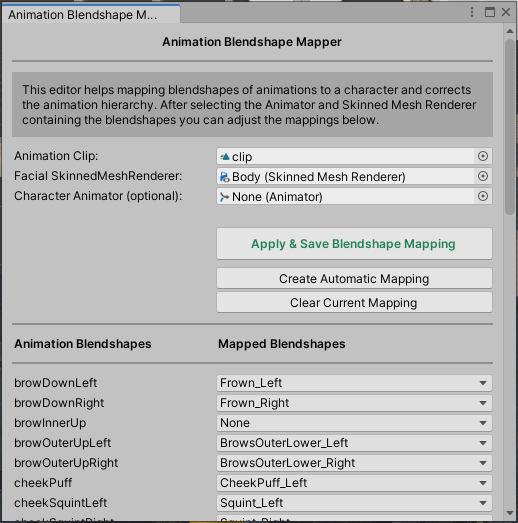 Animation Blendshape M...
Animation Blendshape Mapper
This editor helps mapping blendshapes of animations to a character and corrects
the animation hierarchy. After selecting the Animator and Skinned Mesh Renderer
containing the blendshapes you can adjust the mappings below.
Animation Clip: clip
Facial SkinnedMeshRenderer: Body (Skinned Mesh Renderer)
Character Animator (optional): None (Animator)
Apply & Save Blendshape Mapping
Create Automatic Mapping
Clear Current Mapping
Animation Blendshapes Mapped Blendshapes
browDownLeft Frown_Left
browDownRight Frown_Right
browInnerUp None
browOuterUpLeft BrowsOuterLower_Left
browOuterUpRight BrowsOuterLower_Right
cheekPuff CheekPuff_Left
cheekSquintLeft Squint_Left
cheekSquintRight Squint_Right